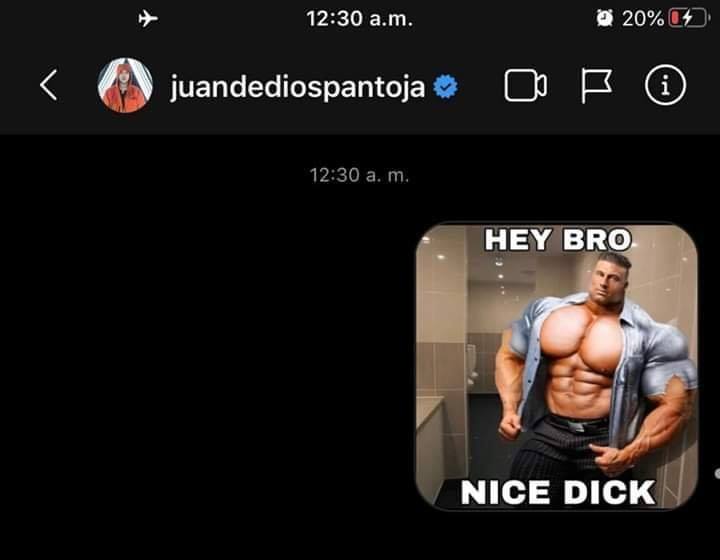 12:30 a.m.
20%
juandediospantoja
12:30 a. m.
HEY BRO
NICE DICK